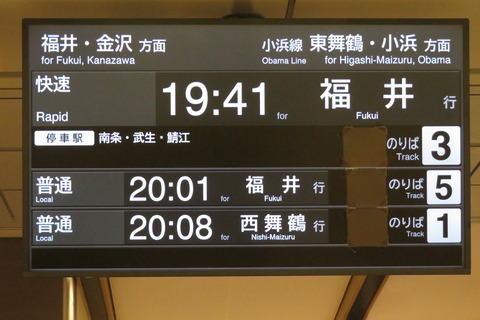 福井・金沢 方面 小浜線 東舞鶴・小浜 方面
for Fukui, Kanazawa Obama Line for Higashi-Maizuru, Obama
快速 19:41 福井 行
Rapid for Fukui
停車駅 南条・武生・鯖江 のりば 3
Track
普通 20:01 福井 行 のりば 5
Local for Fukui Track
普通 20:08 西舞鶴 行 のりば 1
Local for Nishi-Maizuru Track